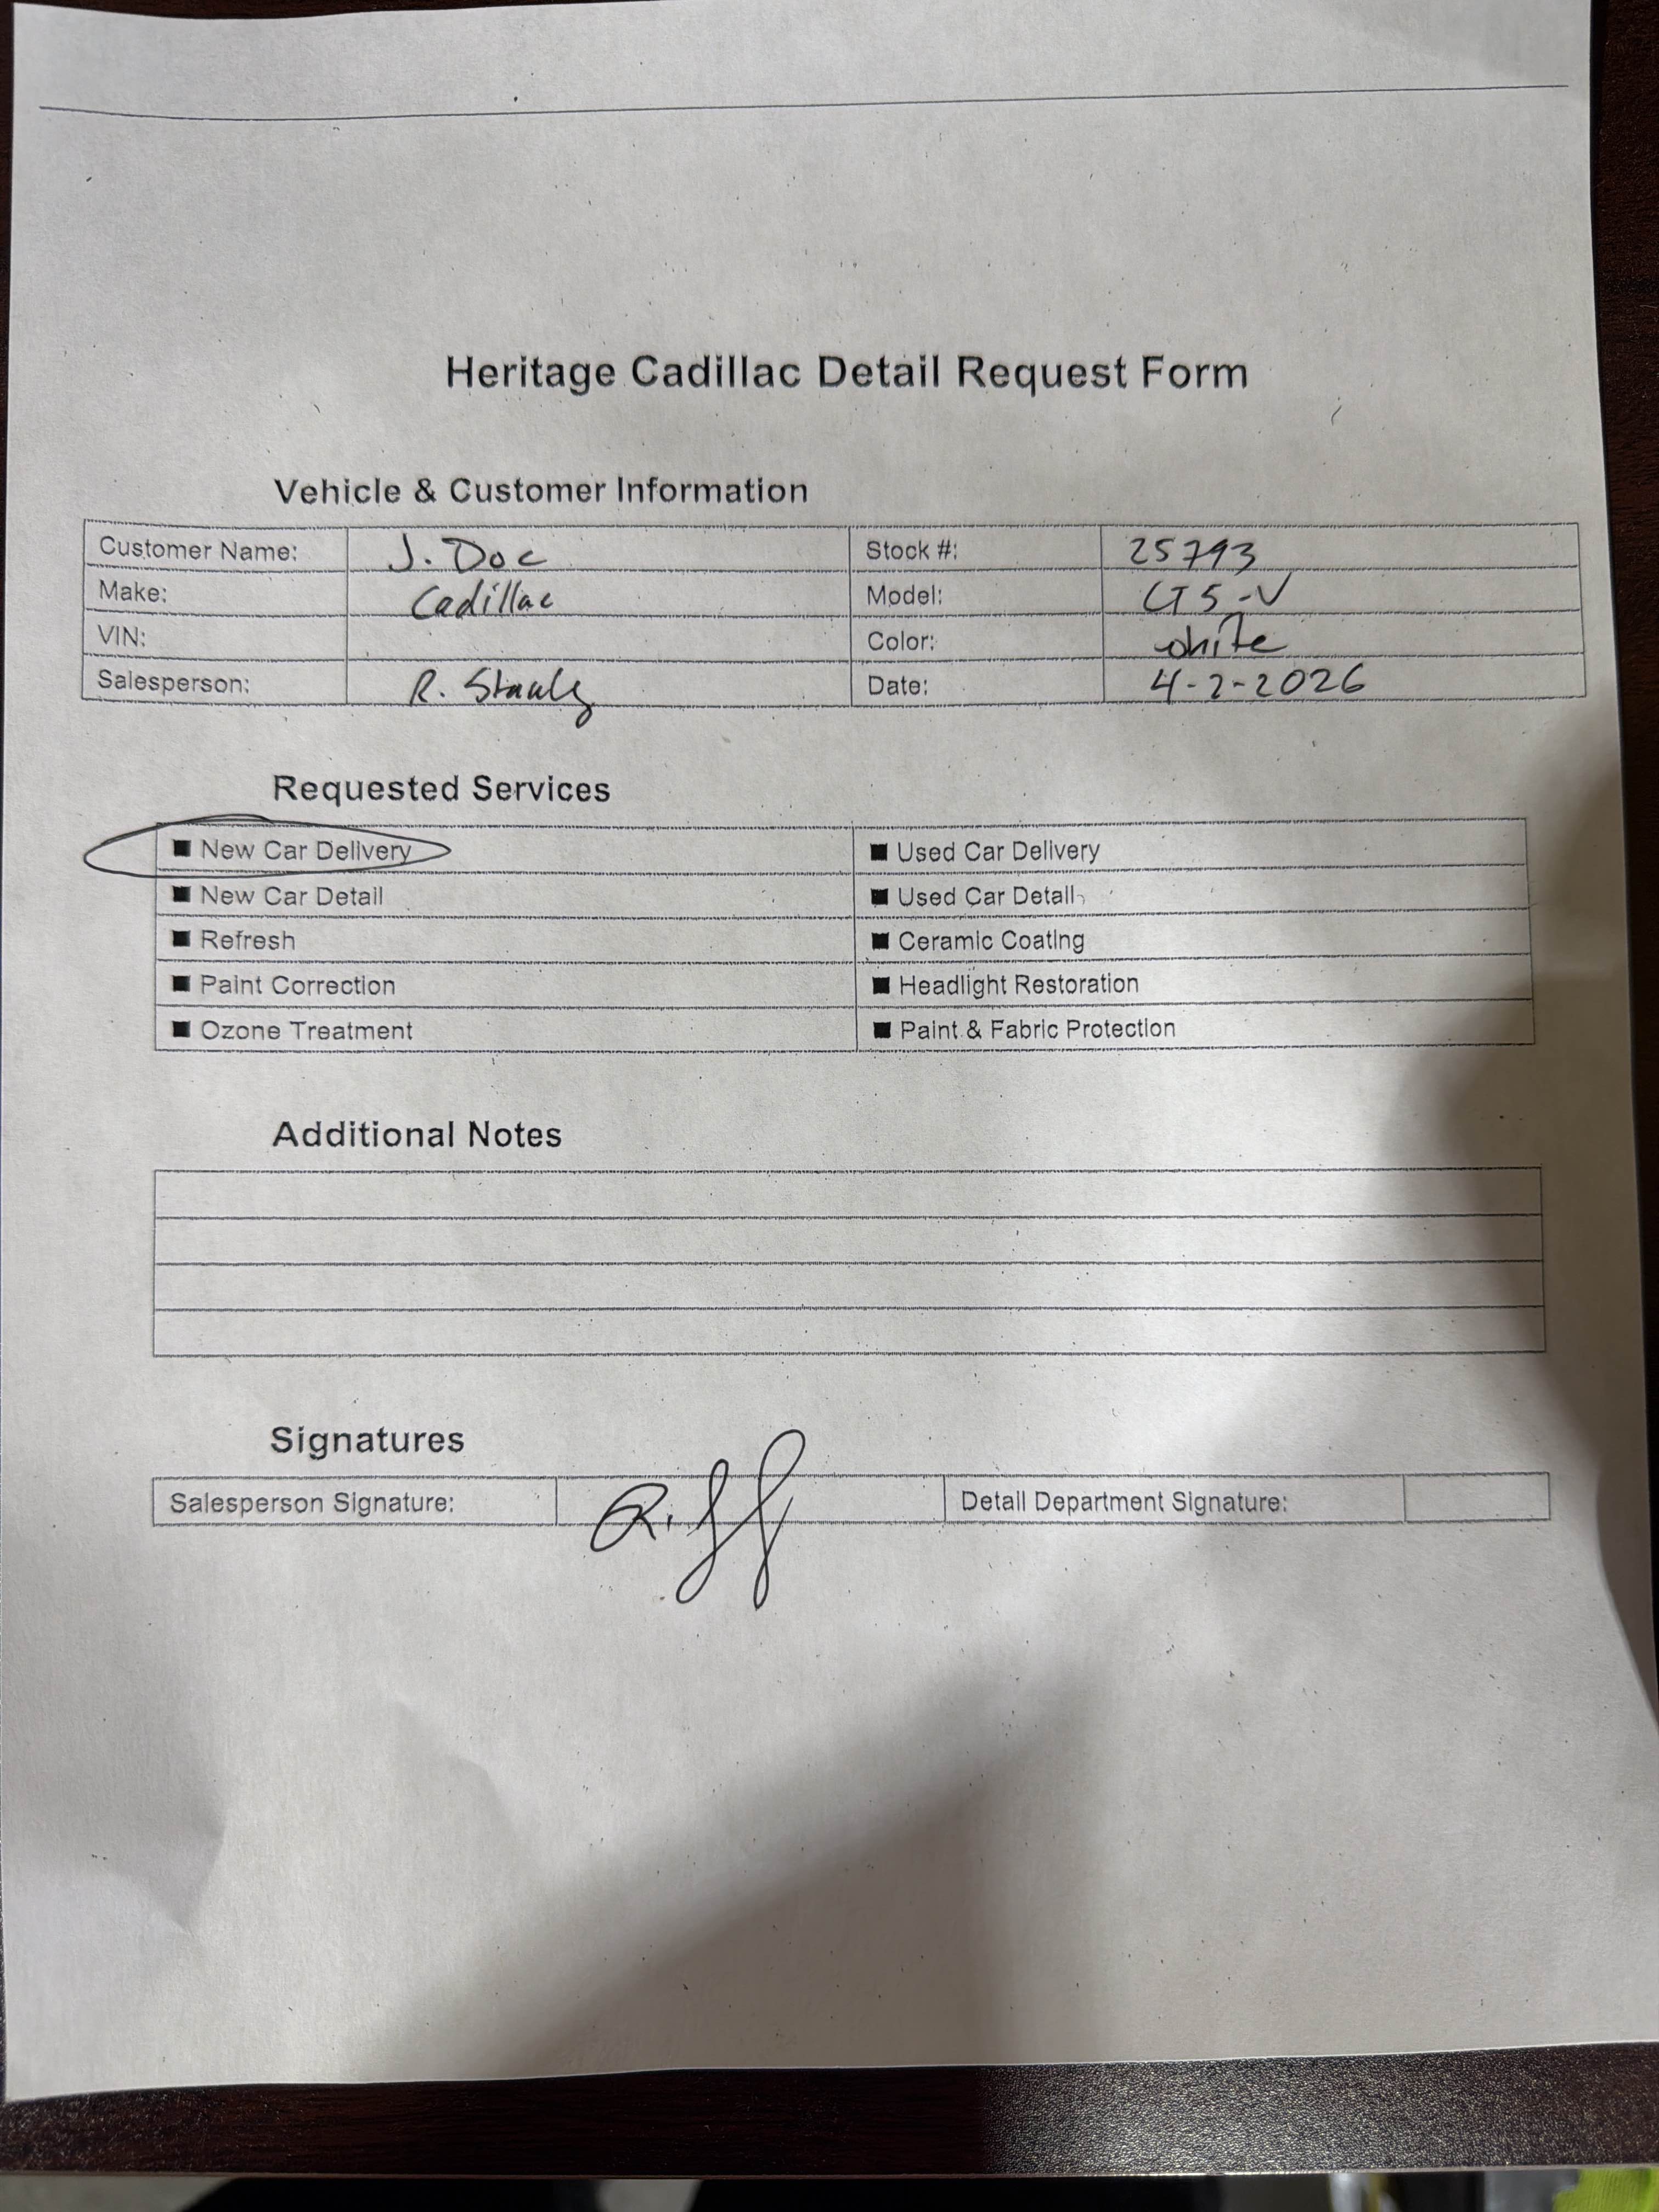 Heritage Cadillac Detail Request Form
Vehicle & Customer Information
Customer Name: J. Doe Stock #: 25793
Make: Cadillac Model: CT5-V
VIN: Color: white
Salesperson: R. Date: 4-2-2026
Requested Services
■ New Car Delivery ■ Used Car Delivery
■ New Car Detail ■ Used Car Detail
■ Refresh ■ Ceramic Coating
■ Paint Correction ■ Headlight Restoration
■ Ozone Treatment ■ Paint & Fabric Protection
Additional Notes
Signatures
Salesperson Signature: Detail Department Signature: